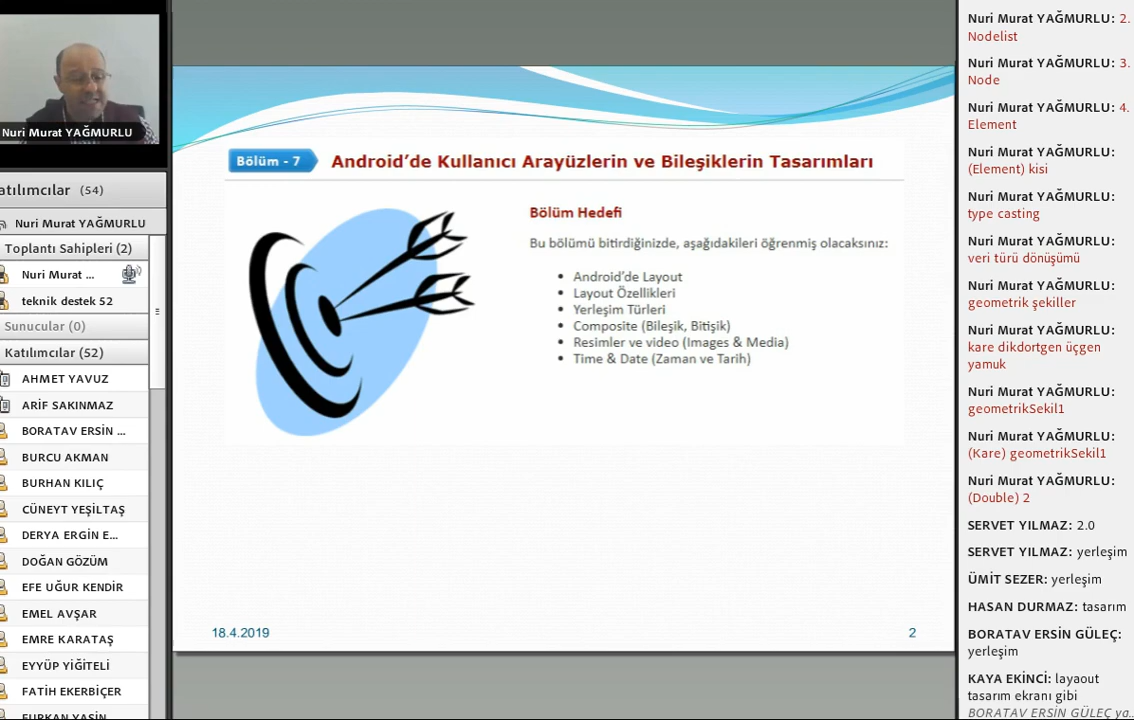 Nuri Murat YAĞMURLU
atılımcılar (54)
Nuri Murat YAĞMURLU
Toplantı Sahipleri (2)
Nuri Murat ...
teknik destek 52
Sunucular (0)
Katılımcılar (52)
AHMET YAVUZ
ARİF SAKINMAZ
BORATAV ERSİN ...
BURCU AKMAN
BURHAN KILIÇ
CÜNEYT YEŞİLTAŞ
DERYA ERGİN E...
DOĞAN GÖZÜM
EFE UĞUR KENDİR
EMEL AVŞAR
EMRE KARATAŞ
EYYÜP YİĞİTELİ
FATİH EKERBİÇER
FURKAN YASİN
Bölüm - 7
Android’de Kullanıcı Arayüzlerin ve Bileşiklerin Tasarımları
Bölüm Hedefi
Bu bölümü bitirdiğinizde, aşağıdakileri öğrenmiş olacaksınız:
• Android’de Layout
• Layout Özellikleri
• Yerleşim Türleri
• Composite (Bileşik, Bitişik)
• Resimler ve video (Images & Media)
• Time & Date (Zaman ve Tarih)
18.4.2019
2
Nuri Murat YAĞMURLU: 2.
Nodelist
Nuri Murat YAĞMURLU: 3.
Node
Nuri Murat YAĞMURLU: 4.
Element
Nuri Murat YAĞMURLU:
(Element) kisi
Nuri Murat YAĞMURLU:
type casting
Nuri Murat YAĞMURLU:
veri türü dönüşümü
Nuri Murat YAĞMURLU:
geometrik şekiller
Nuri Murat YAĞMURLU:
kare dikdortgen üçgen
yamuk
Nuri Murat YAĞMURLU:
geometrikSekil1
Nuri Murat YAĞMURLU:
(Kare) geometrikSekil1
Nuri Murat YAĞMURLU:
(Double) 2
SERVET YILMAZ: 2.0
SERVET YILMAZ: yerleşim
ÜMİT SEZER: yerleşim
HASAN DURMAZ: tasarım
BORATAV ERSİN GÜLEÇ:
yerleşim
KAYA EKİNCİ: layaout
tasarım ekranı gibi
BORATAV ERSİN GÜLEÇ ya...